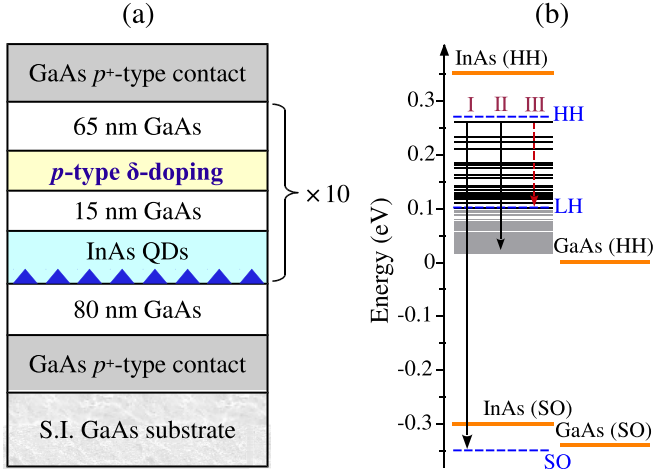 (a)
GaAs p⁺-type contact
65 nm GaAs
p-type δ-doping
15 nm GaAs
InAs QDs
80 nm GaAs
GaAs p⁺-type contact
S.I. GaAs substrate
×10
(b)
InAs (HH)
I II III
HH
LH
GaAs (HH)
InAs (SO)
GaAs (SO)
SO
Energy (eV)
0.3
0.2
0.1
0
-0.1
-0.2
-0.3